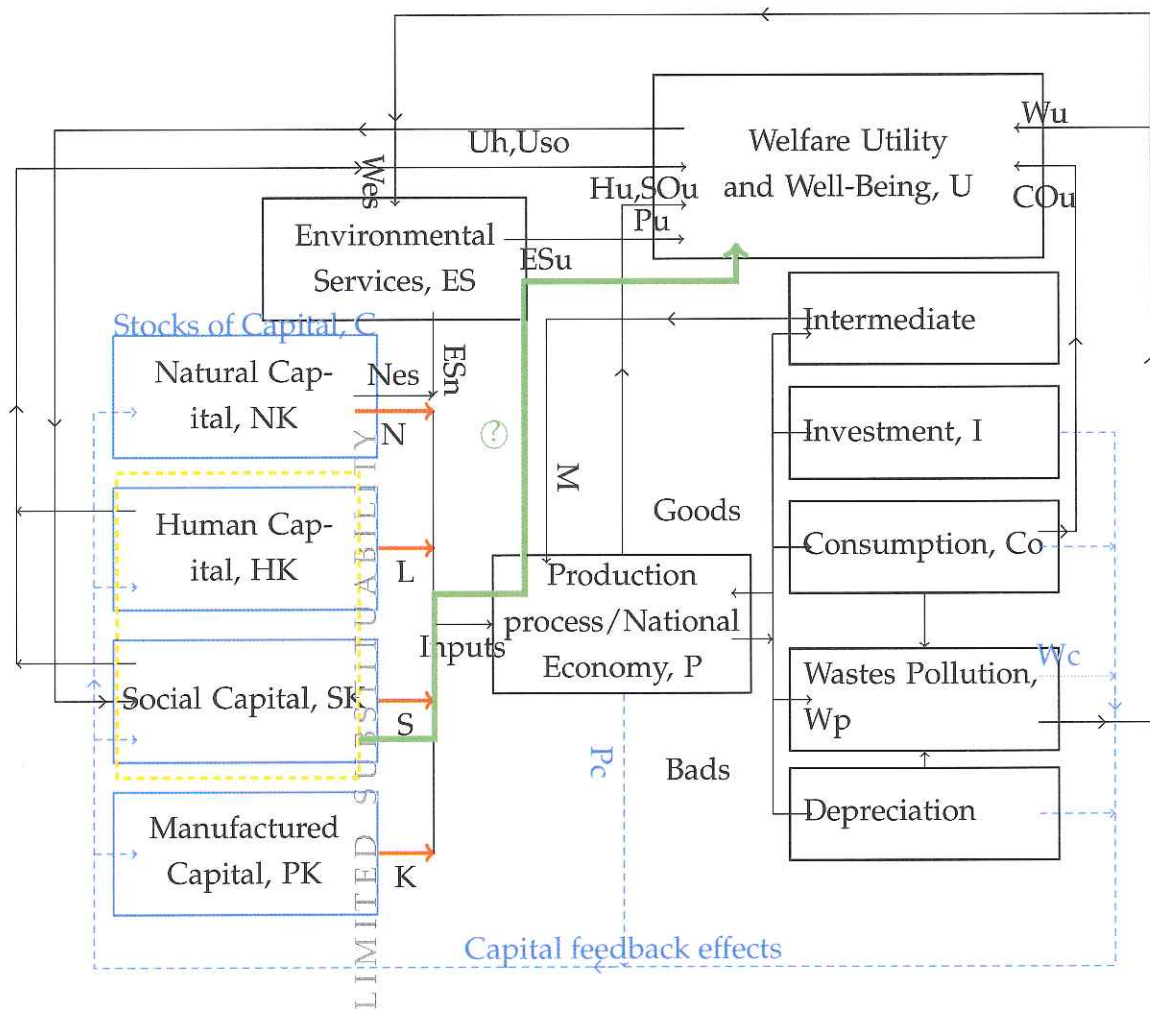 Wu
Uh,Uso
Welfare Utility
and Well-Being, U
Wes
Hu,SOu
COu
Pu
Environmental
Services, ES
ESu
Stocks of Capital, C
Intermediate
ESn
Natural Cap-
ital, NK
Nes
N
?
Investment, I
M
Goods
Human Cap-
ital, HK
L
Consumption, Co
Production
process/National
Economy, P
Inputs
Wc
Wastes Pollution,
Wp
Social Capital, SK
S
Pc
Bads
Depreciation
Manufactured
Capital, PK
K
LIMITED SUBSTITUABILITY
Capital feedback effects